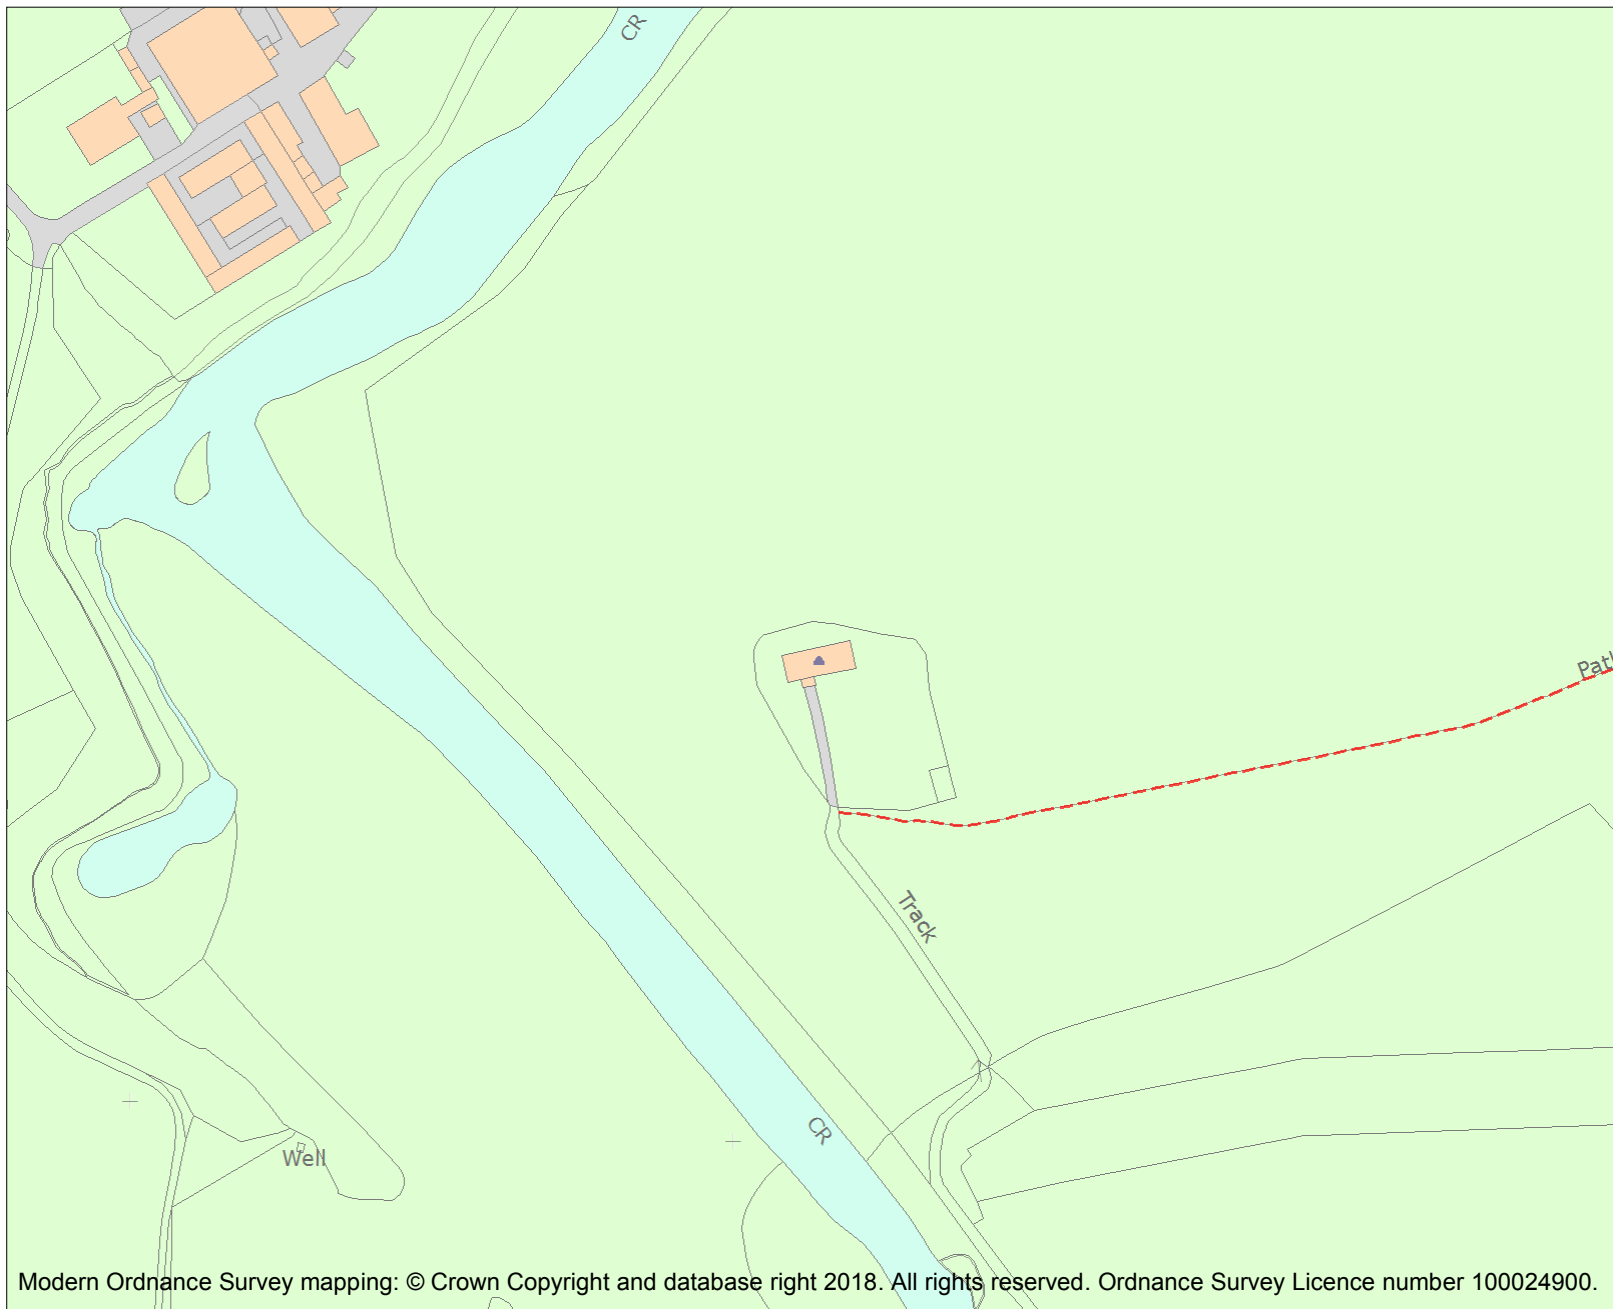 CR
Path
Track
CR
Well
Modern Ordnance Survey mapping: © Crown Copyright and database right 2018. All rights reserved. Ordnance Survey Licence number 100024900.